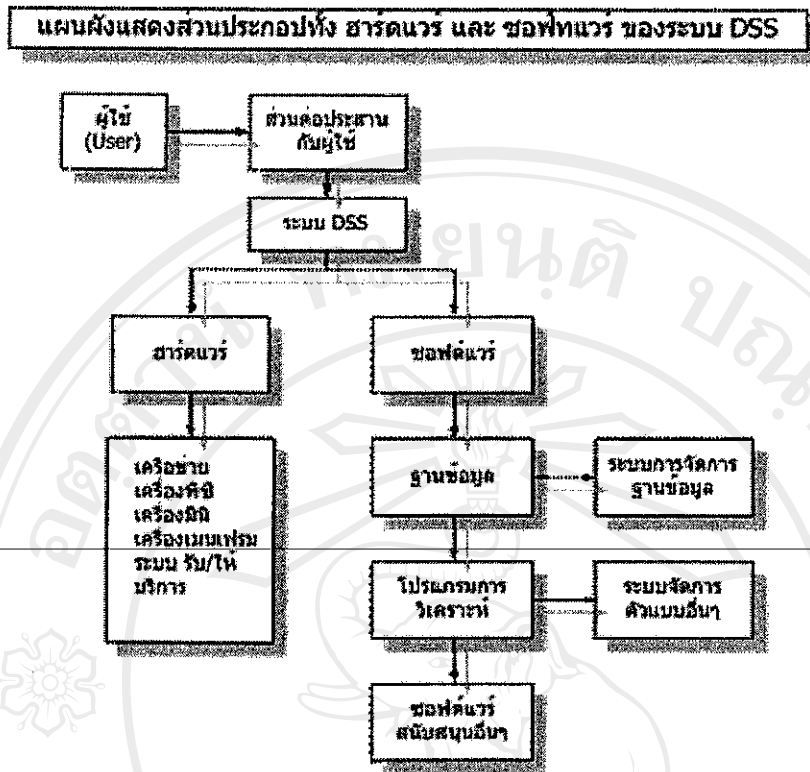 แผนผังแสดงส่วนประกอปทั้ง ฮาร์ดแวร์ และ ซอฟ์ทแวร์ ของระบบ DSS
ผู้ใช้
(User)
ส่วนต่อประสาน
กับผู้ใช้
ระบบ DSS
ฮาร์ดแวร์
ซอฟต์แวร์
เครือข่าย
เครื่องพีซี
เครื่องมินิ
เครื่องเมนเฟรม
ระบบ รับ/ให้
บริการ
ฐานข้อมูล
ระบบการจัดการ
ฐานข้อมูล
โปรแกรมการ
วิเคราะห์
ระบบจัดการ
ตัวแบบอื่นๆ
ซอฟต์แวร์
สนับสนุนอื่นๆ